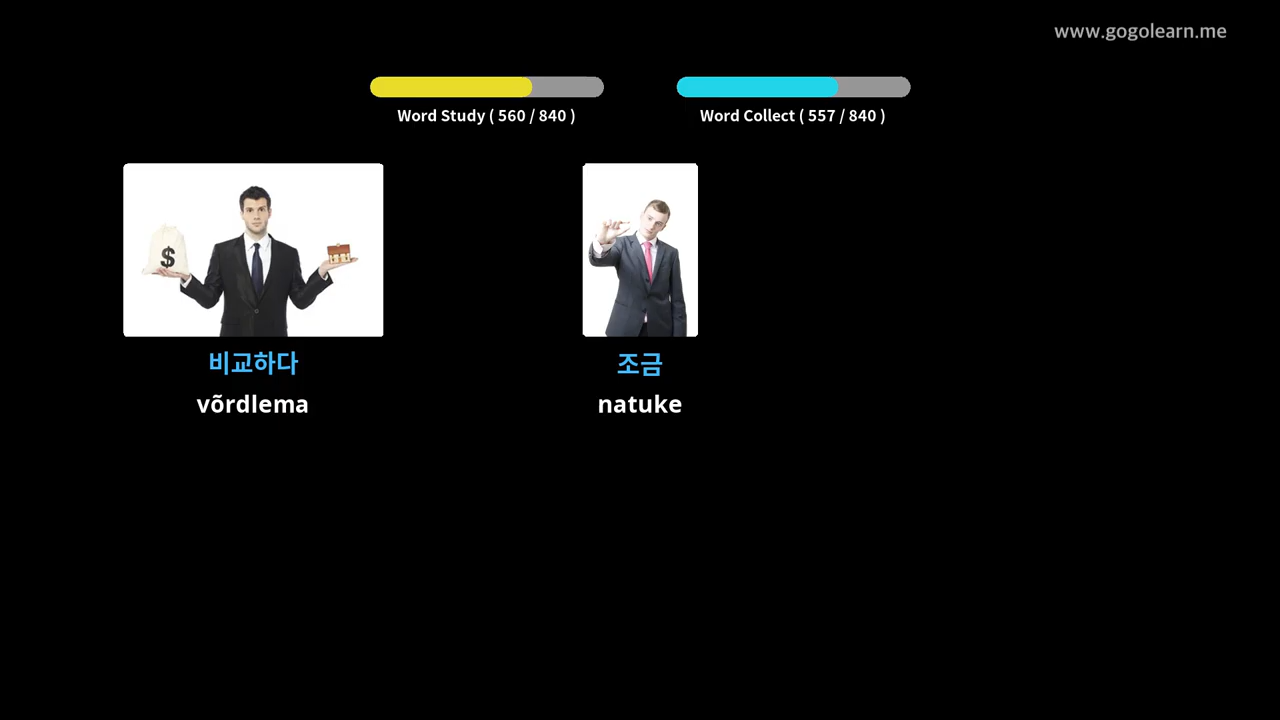 www.gogolearn.me
Word Study ( 560 / 840 )
Word Collect ( 557 / 840 )
$
비교하다
võrdlema
조금
natuke